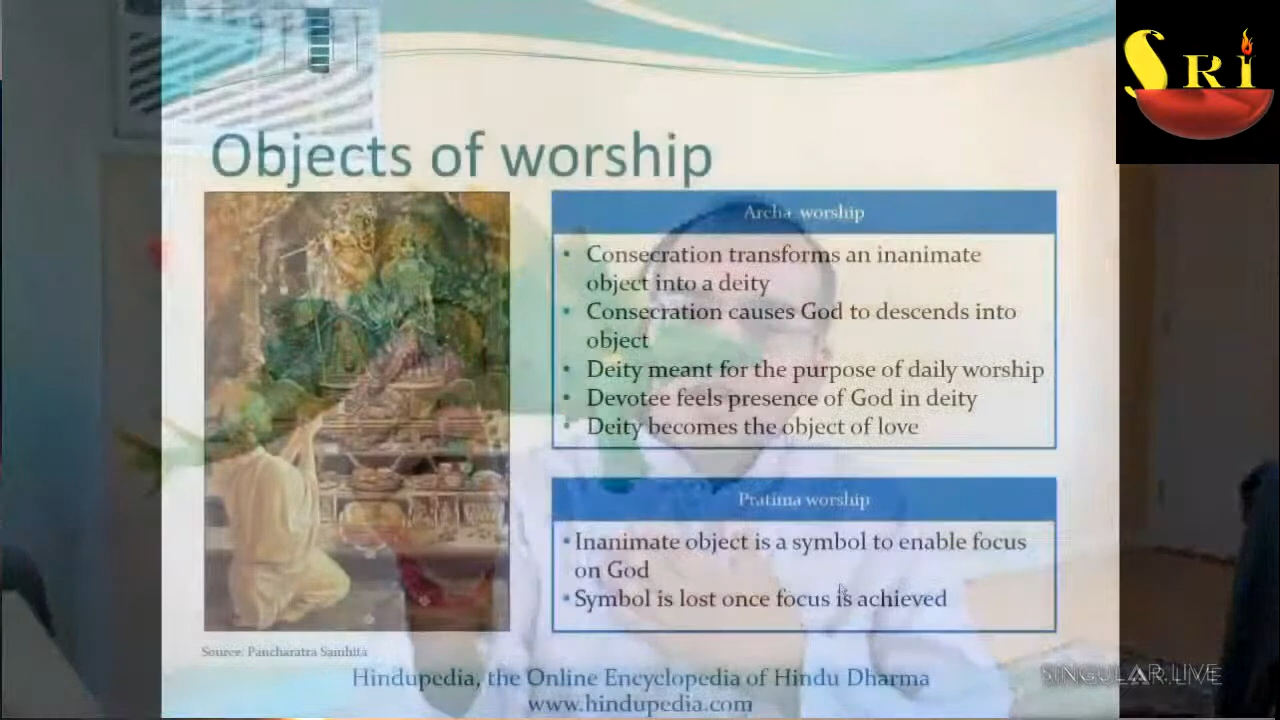 SRi
Objects of worship
Archa worship
• Consecration transforms an inanimate
object into a deity
• Consecration causes God to descends into
object
• Deity meant for the purpose of daily worship
• Devotee feels presence of God in deity
• Deity becomes the object of love
Pratima worship
• Inanimate object is a symbol to enable focus
on God
• Symbol is lost once focus is achieved
Source: Pancharatra Samhita
Hindupedia, the Online Encyclopedia of Hindu Dharma
www.hindupedia.com
SINGULAR.LIVE